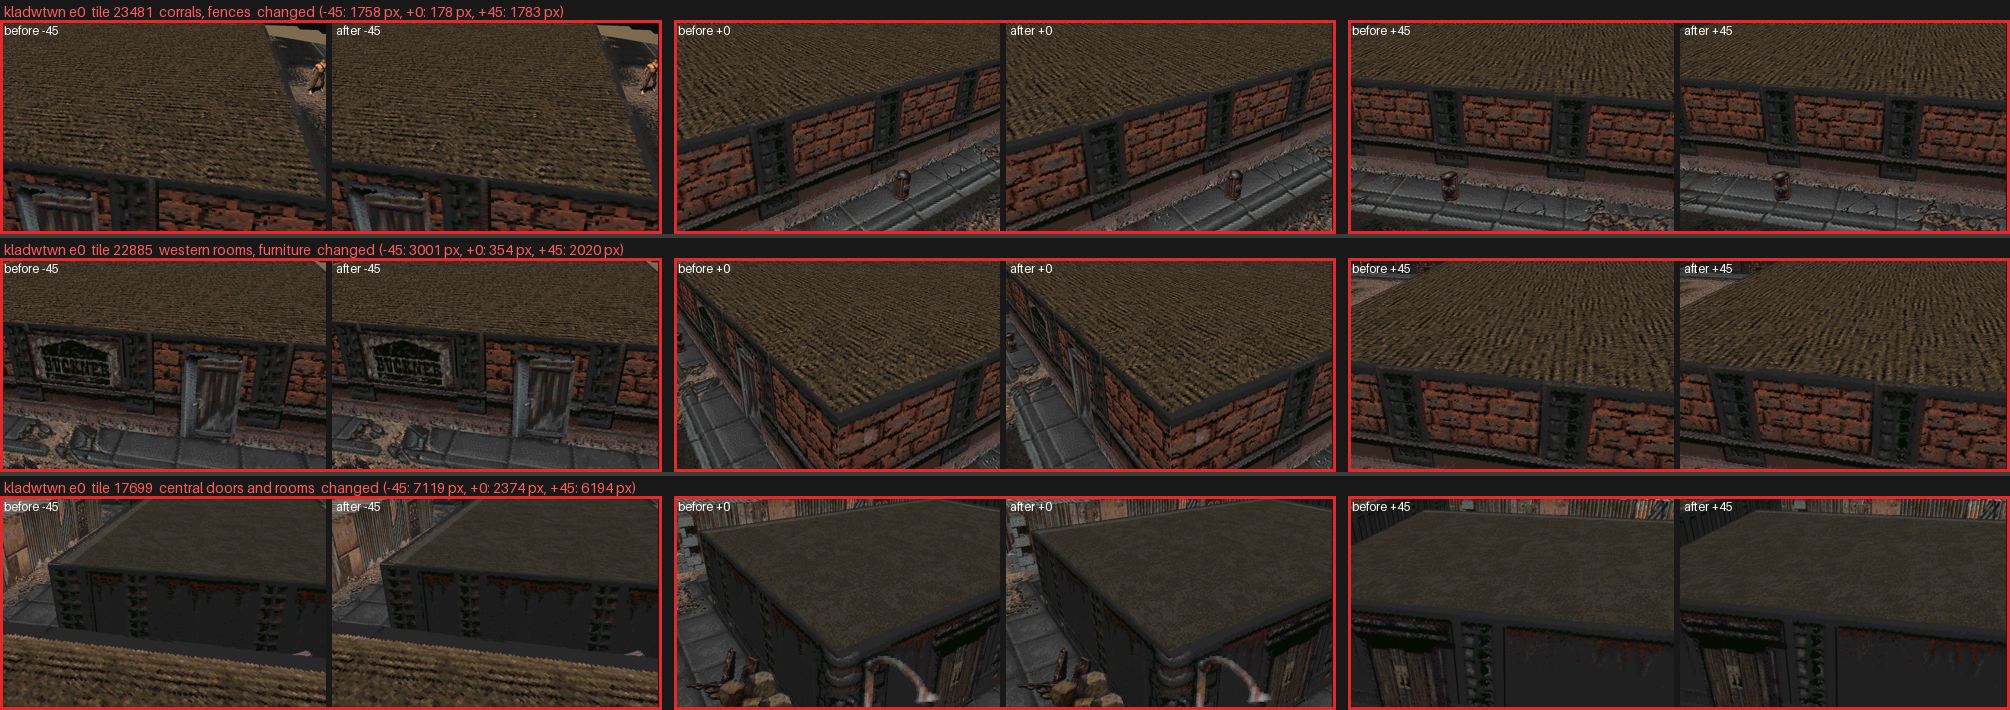 kladwtwn e0 tile 23481 corrals, fences changed (-45: 1758 px, +0: 178 px, +45: 1783 px)
before -45
after -45
before +0
after +0
before +45
after +45
kladwtwn e0 tile 22885 western rooms, furniture changed (-45: 3001 px, +0: 354 px, +45: 2020 px)
before -45
after -45
before +0
after +0
before +45
after +45
BUCKNER
BUCKNER
kladwtwn e0 tile 17699 central doors and rooms changed (-45: 7119 px, +0: 2374 px, +45: 6194 px)
before -45
after -45
before +0
after +0
before +45
after +45